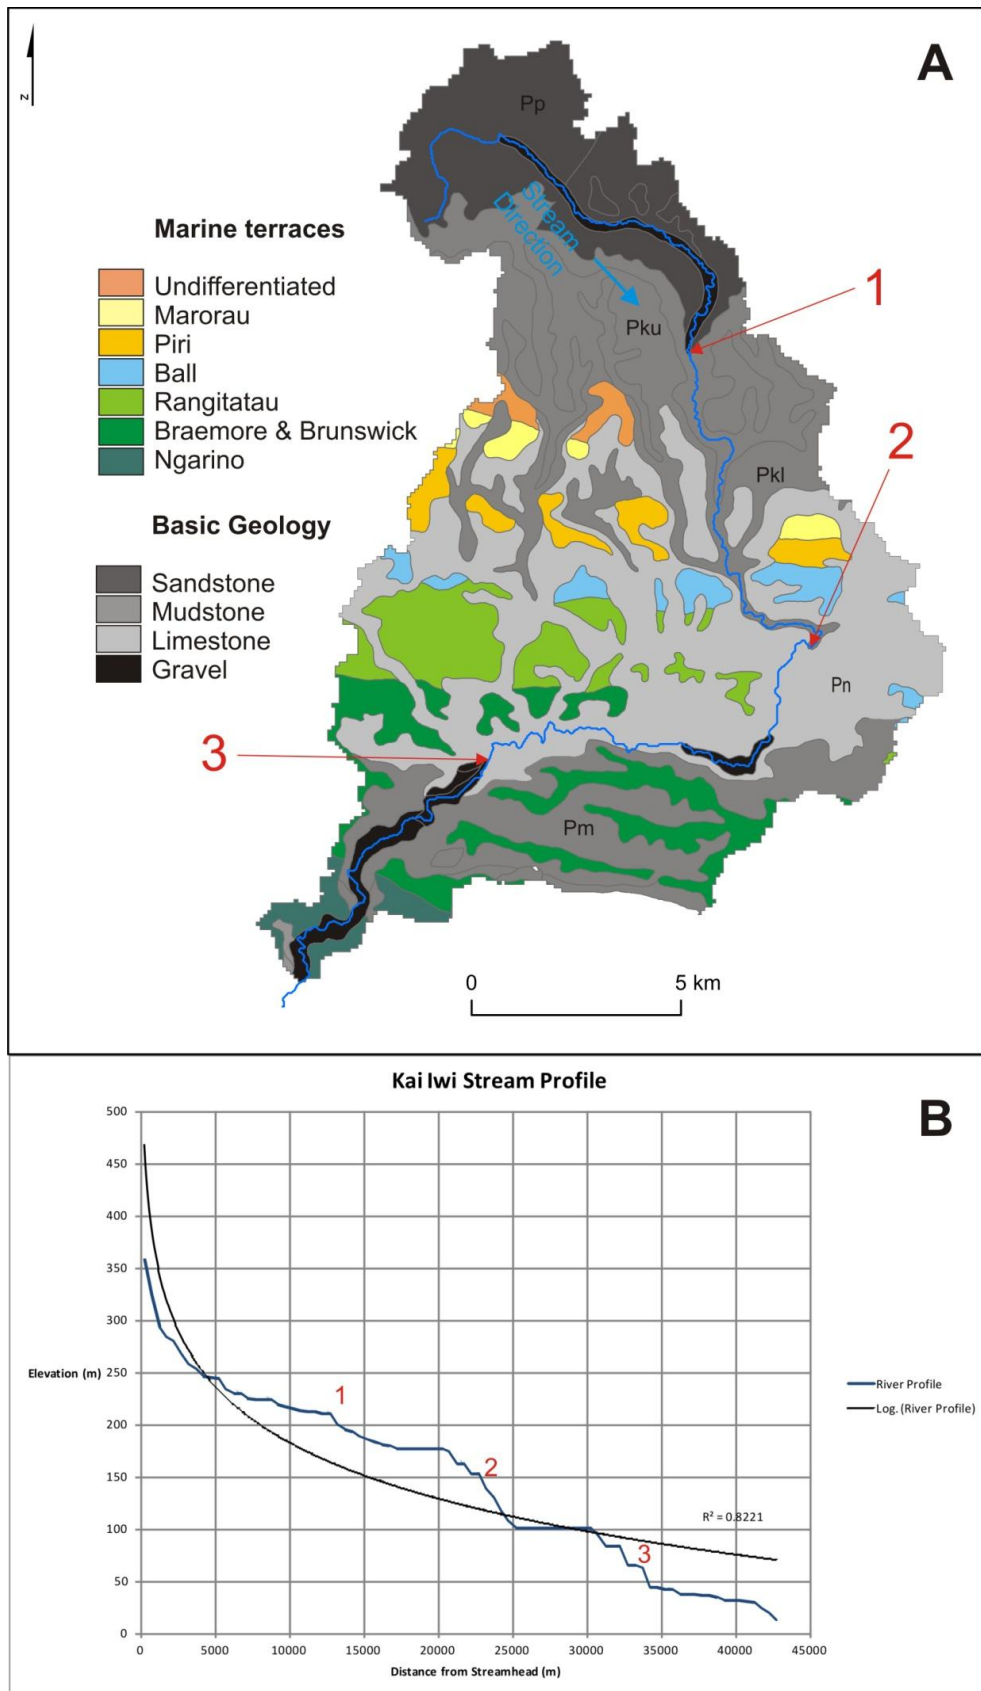 A
N
Pp
Stream
Direction
1
Marine terraces
Undifferentiated
Marorau
Piri
Ball
Rangitatau
Braemore & Brunswick
Ngarino
Pku
2
Pkl
Basic Geology
Sandstone
Mudstone
Limestone
Gravel
Pn
3
Pm
0 5 km
Kai Iwi Stream Profile
B
500
450
400
350
300
250
200
150
100
50
0
Elevation (m)
1
2
3
R² = 0.8221
River Profile
Log. (River Profile)
0 5000 10000 15000 20000 25000 30000 35000 40000 45000
Distance from Streamhead (m)